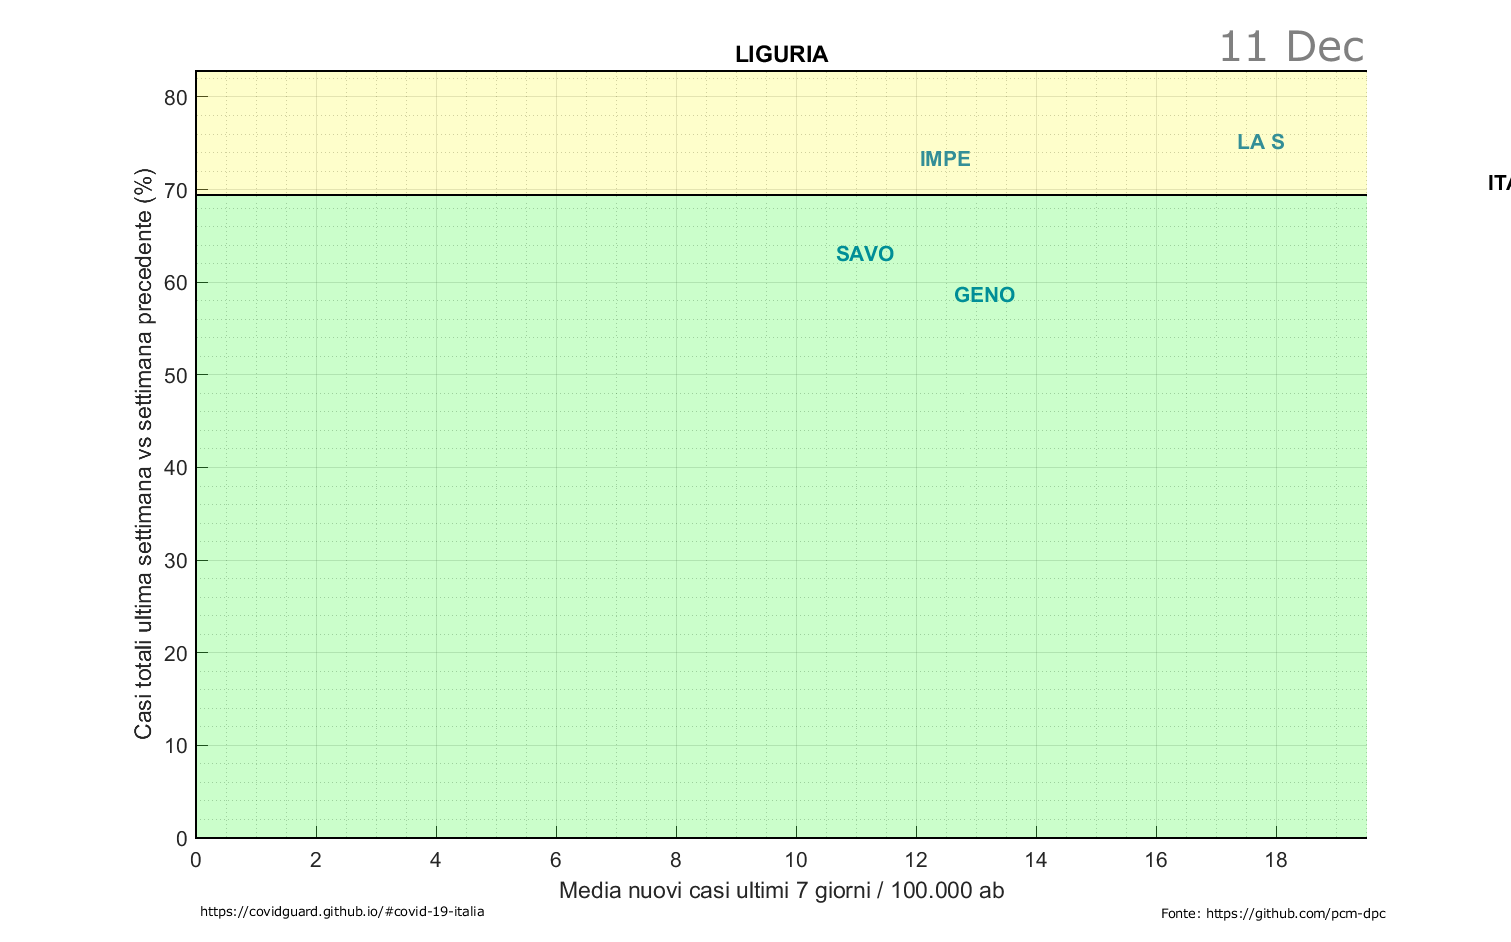 11 Dec
LIGURIA
80
70
60
50
40
30
20
10
0
Casi totali ultima settimana vs settimana precedente (%)
LA S
IMPE
ITA
SAVO
GENO
0 2 4 6 8 10 12 14 16 18
Media nuovi casi ultimi 7 giorni / 100.000 ab
https://covidguard.github.io/#covid-19-italia
Fonte: https://github.com/pcm-dpc